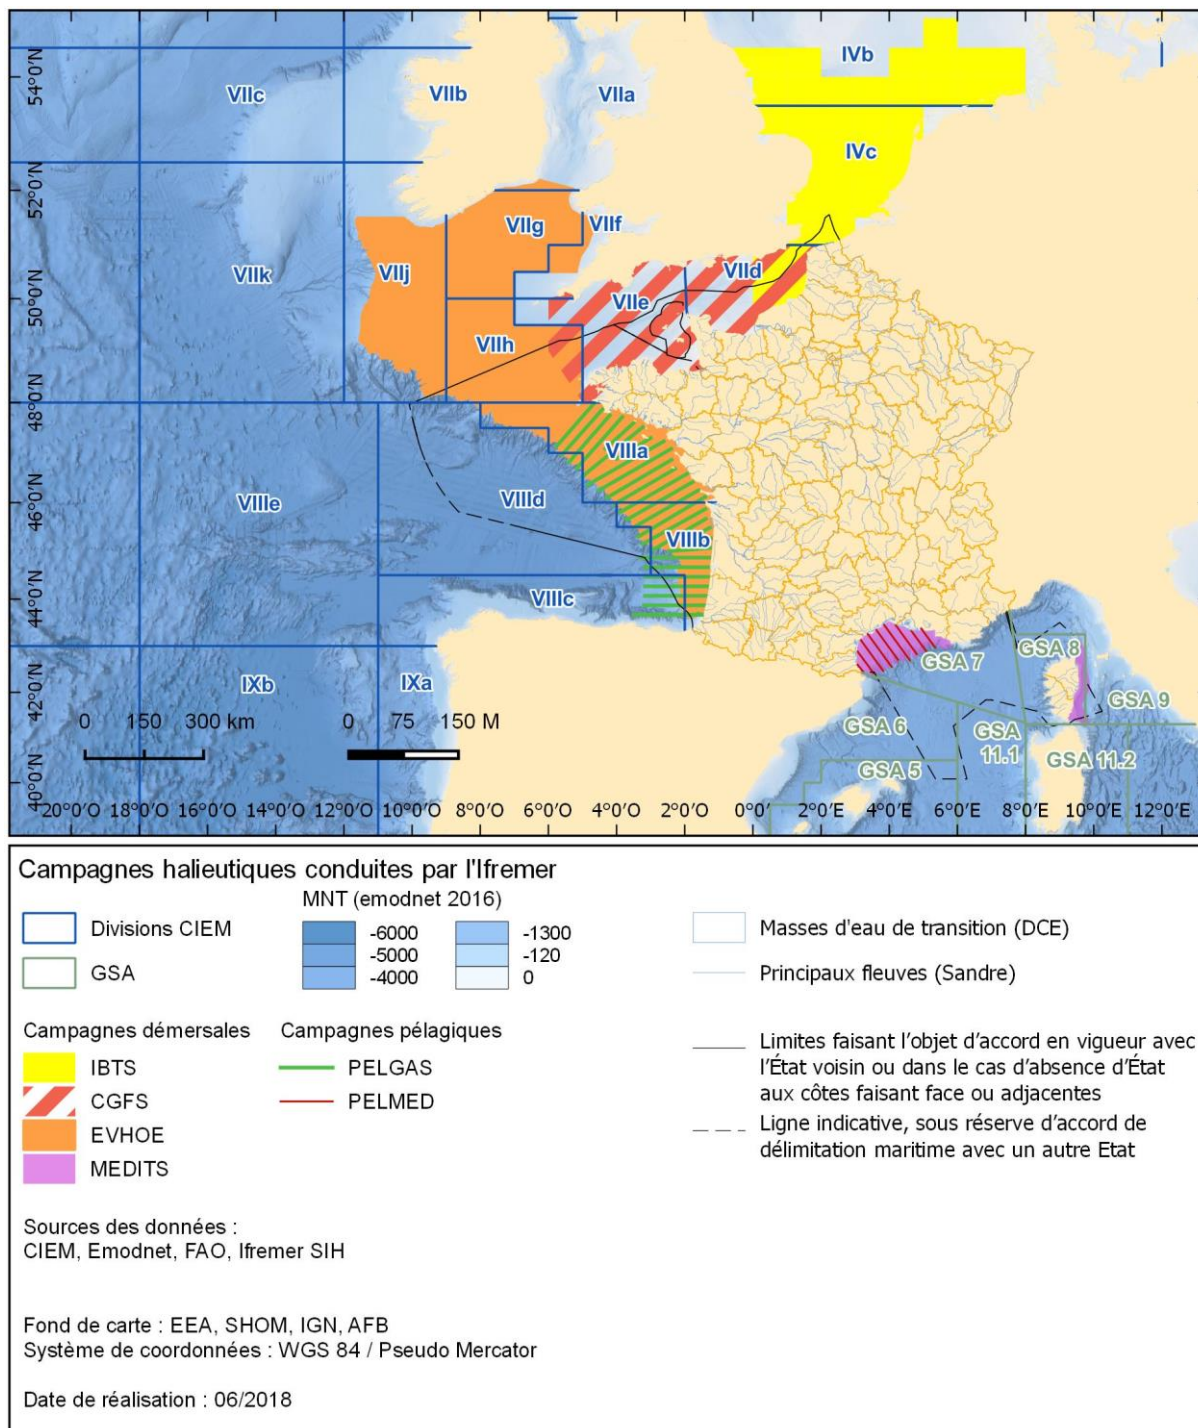 54°0'N
52°0'N
50°0'N
48°0'N
46°0'N
44°0'N
42°0'N
40°0'N
VIIc
VIIb
VIIa
IVb
IVc
VIIg
VIIf
VIIk
VIIj
VIIe
VIId
VIIh
VIIIa
VIIIe
VIIId
VIIIb
VIIIc
IXb
IXa
GSA 7
GSA 8
GSA 6
GSA 9
GSA
11.1
GSA 5
GSA 11.2
0 150 300 km
0 75 150 M
20°0'O 18°0'O 16°0'O 14°0'O 12°0'O 10°0'O 8°0'O 6°0'O 4°0'O 2°0'O 0°0' 2°0'E 4°0'E 6°0'E 8°0'E 10°0'E 12°0'E
Campagnes halieutiques conduites par l'Ifremer
Divisions CIEM
GSA
MNT (emodnet 2016)
-6000
-5000
-4000
-1300
-120
0
Masses d'eau de transition (DCE)
Principaux fleuves (Sandre)
Campagnes démersales
IBTS
CGFS
EVHOE
MEDITS
Campagnes pélagiques
PELGAS
PELMED
Limites faisant l'objet d'accord en vigueur avec
l'État voisin ou dans le cas d'absence d'État
aux côtes faisant face ou adjacentes
Ligne indicative, sous réserve d'accord de
délimitation maritime avec un autre Etat
Sources des données :
CIEM, Emodnet, FAO, Ifremer SIH
Fond de carte : EEA, SHOM, IGN, AFB
Système de coordonnées : WGS 84 / Pseudo Mercator
Date de réalisation : 06/2018